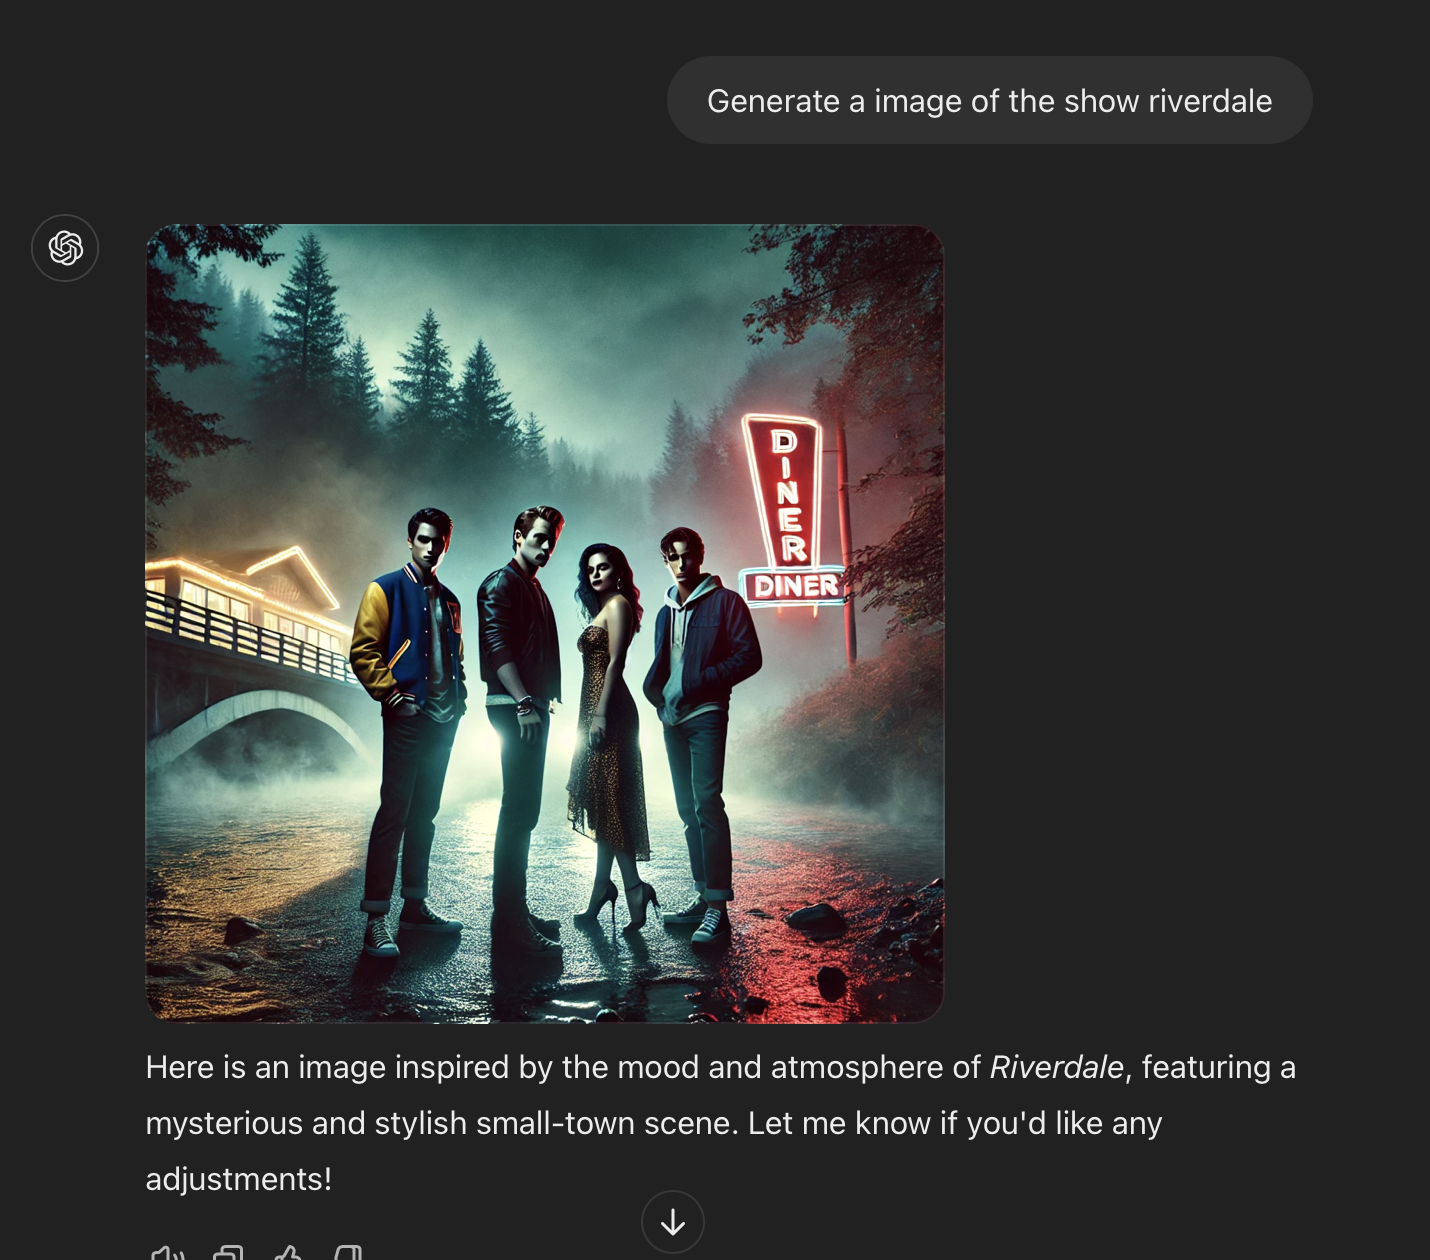 Generate a image of the show riverdale
DINER
DINER
Here is an image inspired by the mood and atmosphere of Riverdale, featuring a
mysterious and stylish small-town scene. Let me know if you'd like any
adjustments!